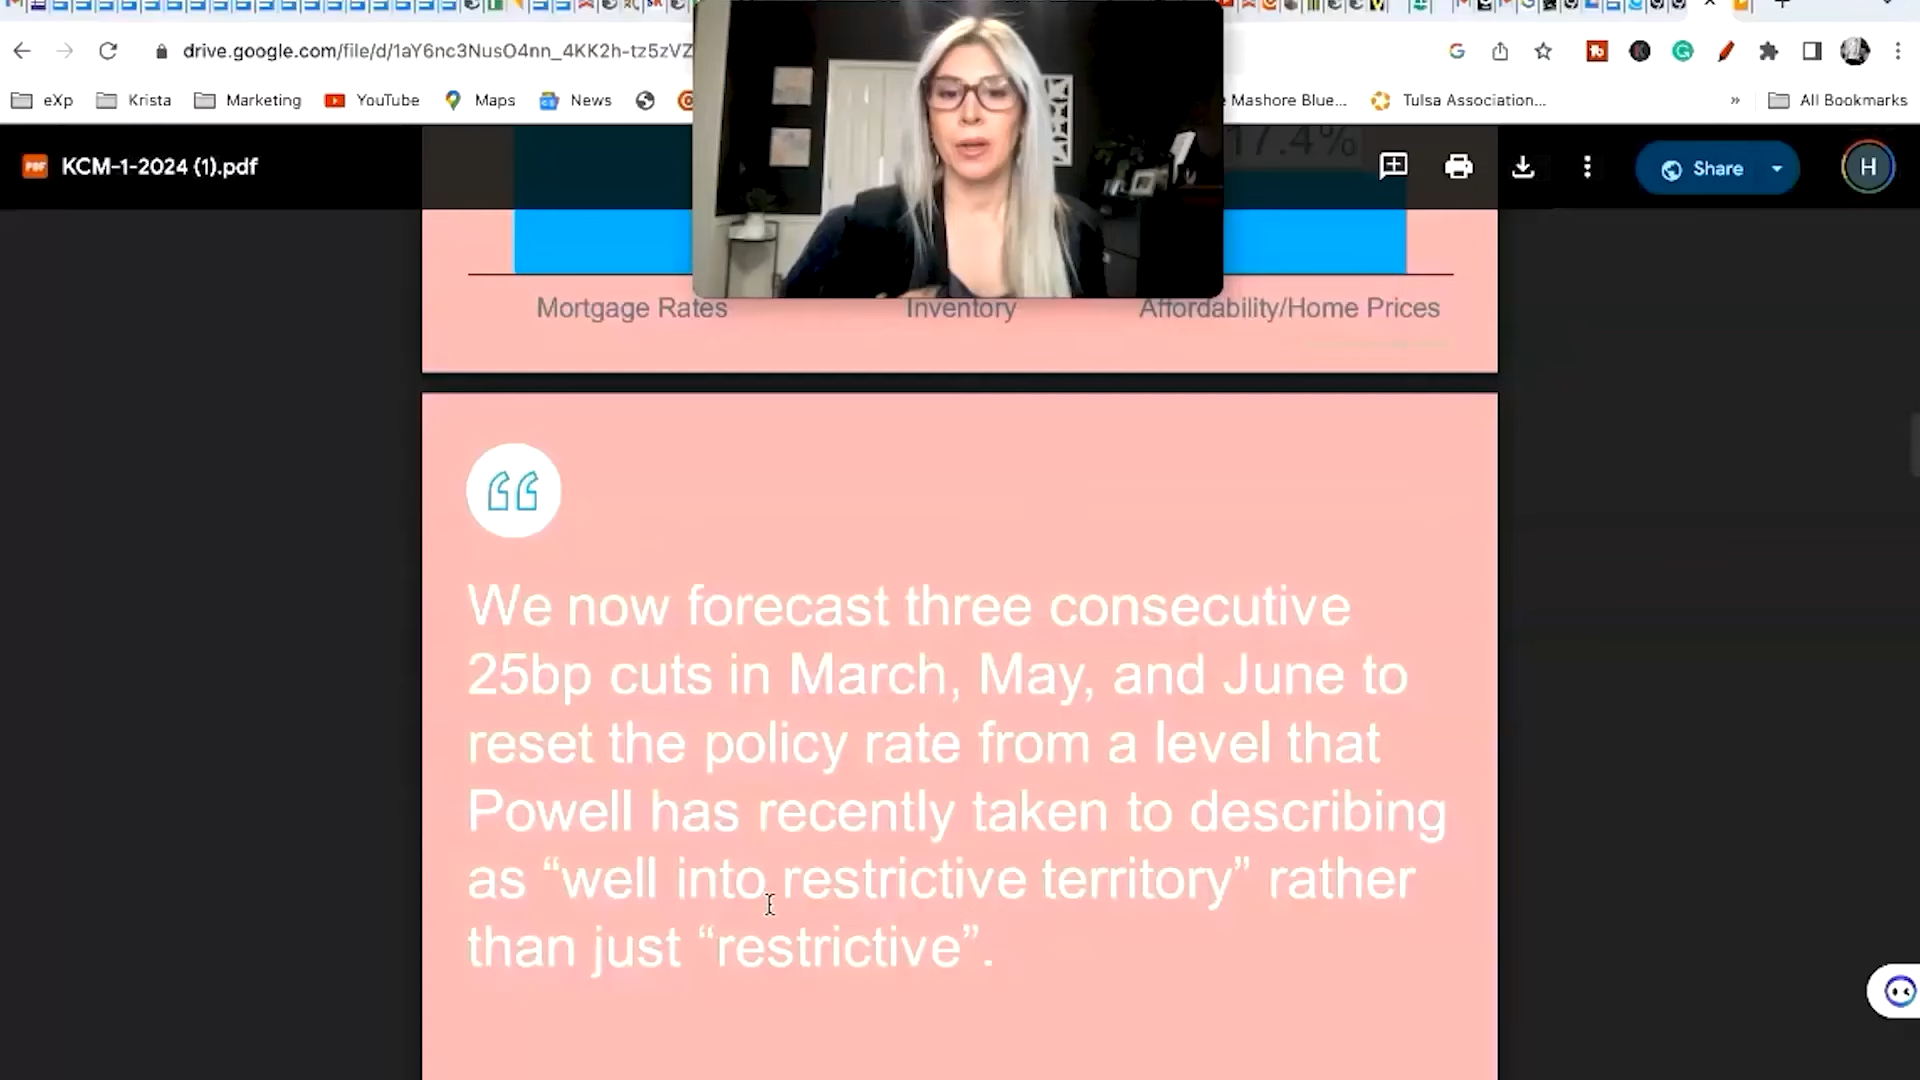 drive.google.com/file/d/1aY6nc3NusO4nn_4KK2h-tz5zVZ
eXp
Krista
Marketing
YouTube
Maps
News
Mashore Blue...
Tulsa Association...
»
All Bookmarks
PDF
KCM-1-2024 (1).pdf
17.4%
Share
H
Mortgage Rates
Inventory
Affordability/Home Prices
We now forecast three consecutive
25bp cuts in March, May, and June to
reset the policy rate from a level that
Powell has recently taken to describing
as “well into restrictive territory” rather
than just “restrictive”.